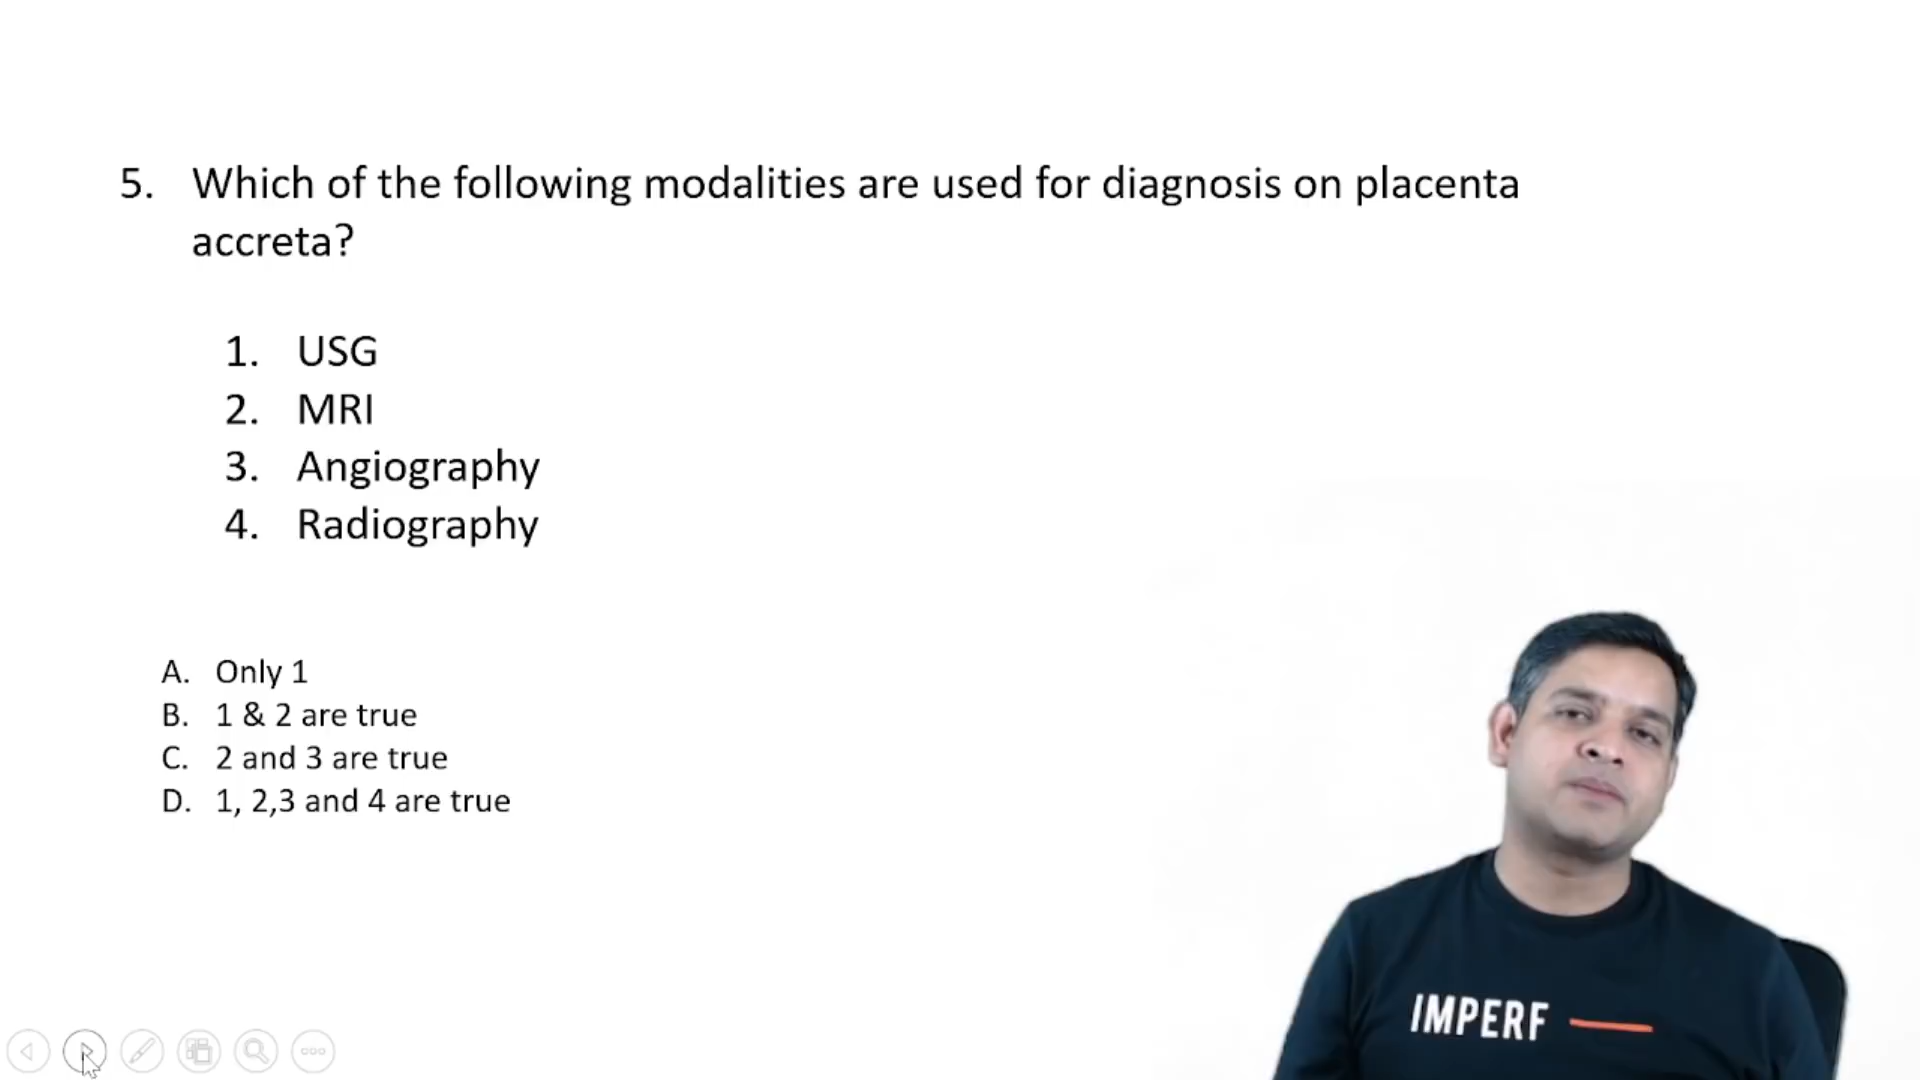 5. Which of the following modalities are used for diagnosis on placenta
accreta?
1. USG
2. MRI
3. Angiography
4. Radiography
A. Only 1
B. 1 & 2 are true
C. 2 and 3 are true
D. 1, 2,3 and 4 are true
IMPERF